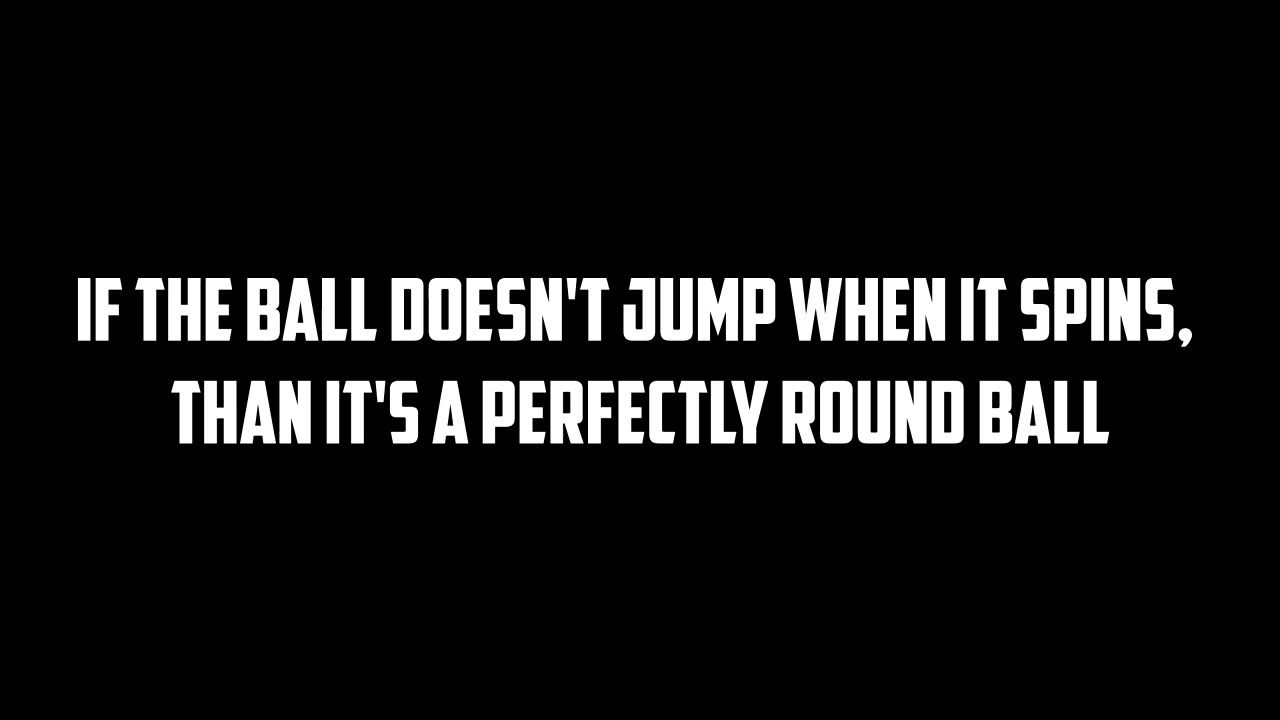 IF THE BALL DOESN'T JUMP WHEN IT SPINS,
THAN IT'S A PERFECTLY ROUND BALL